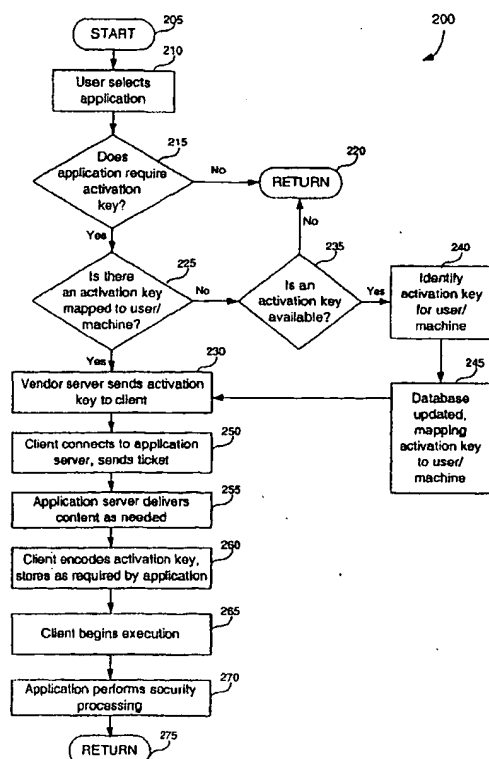 START
205
200
210
User selects
application
215
Does
application require
activation
key?
No
220
RETURN
Yes
No
225
Is there
an activation key
mapped to user/
machine?
No
235
Is an
activation key
available?
Yes
240
Identify
activation key
for user/
machine
Yes
230
Vendor server sends activation
key to client
245
Database
updated,
mapping
activation key
to user/
machine
250
Client connects to application
server, sends ticket
255
Application server delivers
content as needed
260
Client encodes activation key,
stores as required by application
265
Client begins execution
270
Application performs security
processing
RETURN
275